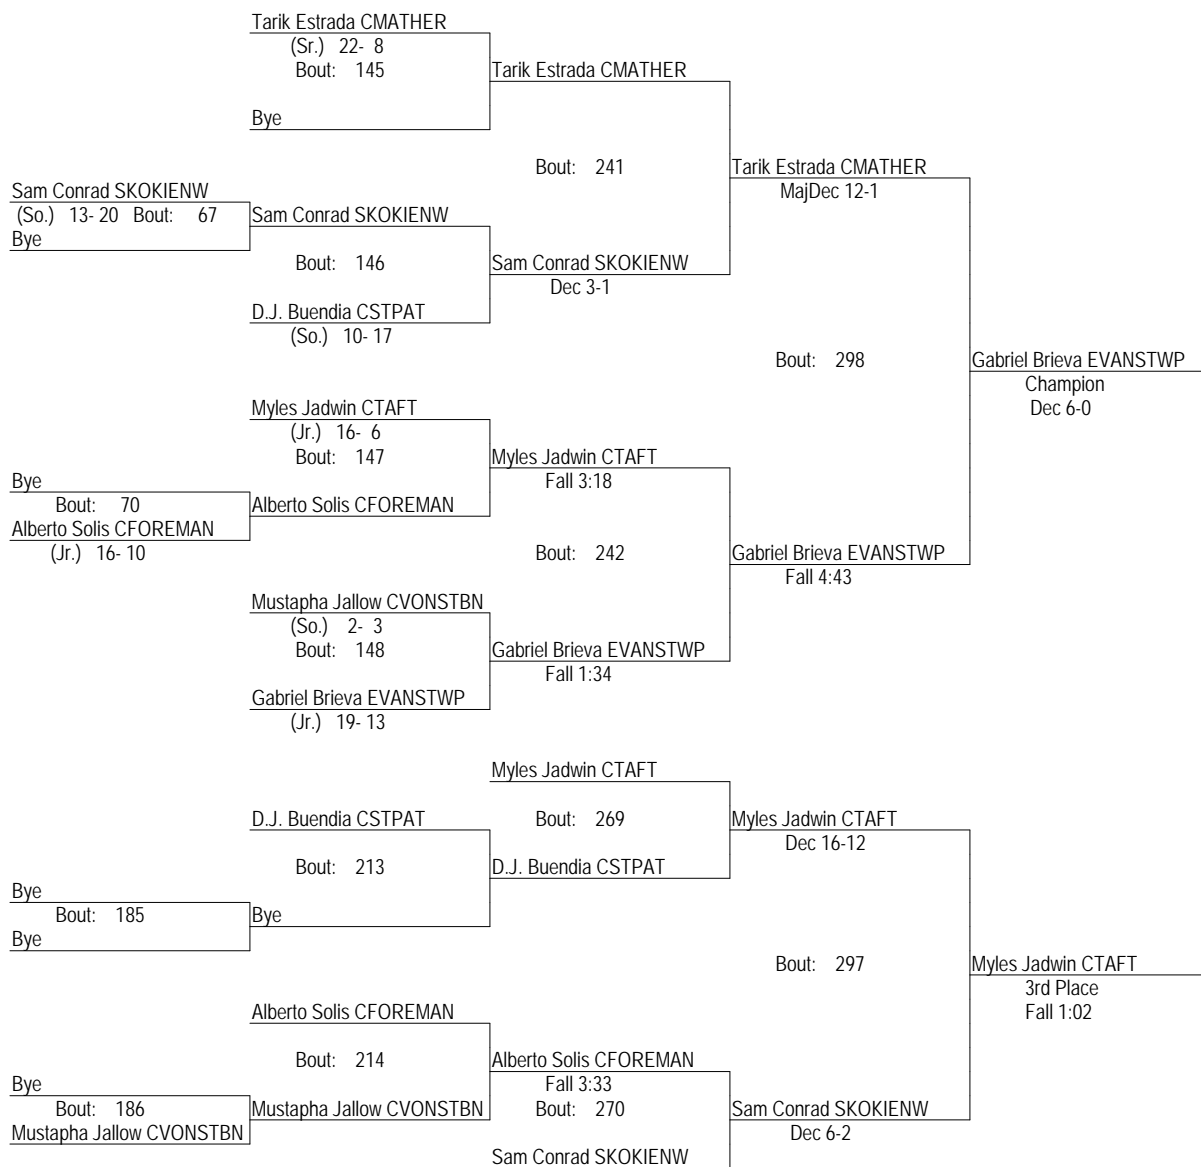 Tarik Estrada CMATHER
(Sr.) 22- 8
Bout: 145
Tarik Estrada CMATHER
Bye
Bout: 241
Tarik Estrada CMATHER
MajDec 12-1
Sam Conrad SKOKIENW
(So.) 13- 20 Bout: 67
Sam Conrad SKOKIENW
Bye
Bout: 146
Sam Conrad SKOKIENW
Dec 3-1
D.J. Buendia CSTPAT
(So.) 10- 17
Bout: 298
Gabriel Brieva EVANSTWP
Champion
Dec 6-0
Myles Jadwin CTAFT
(Jr.) 16- 6
Bout: 147
Myles Jadwin CTAFT
Fall 3:18
Bye
Bout: 70
Alberto Solis CFOREMAN
Alberto Solis CFOREMAN
(Jr.) 16- 10
Bout: 242
Gabriel Brieva EVANSTWP
Fall 4:43
Mustapha Jallow CVONSTBN
(So.) 2- 3
Bout: 148
Gabriel Brieva EVANSTWP
Fall 1:34
Gabriel Brieva EVANSTWP
(Jr.) 19- 13
Myles Jadwin CTAFT
D.J. Buendia CSTPAT
Bout: 269
Myles Jadwin CTAFT
Dec 16-12
Bout: 213
D.J. Buendia CSTPAT
Bye
Bout: 185
Bye
Bye
Bout: 297
Myles Jadwin CTAFT
3rd Place
Fall 1:02
Alberto Solis CFOREMAN
Bout: 214
Alberto Solis CFOREMAN
Fall 3:33
Bye
Bout: 186
Mustapha Jallow CVONSTBN
Bout: 270
Sam Conrad SKOKIENW
Dec 6-2
Mustapha Jallow CVONSTBN
Sam Conrad SKOKIENW